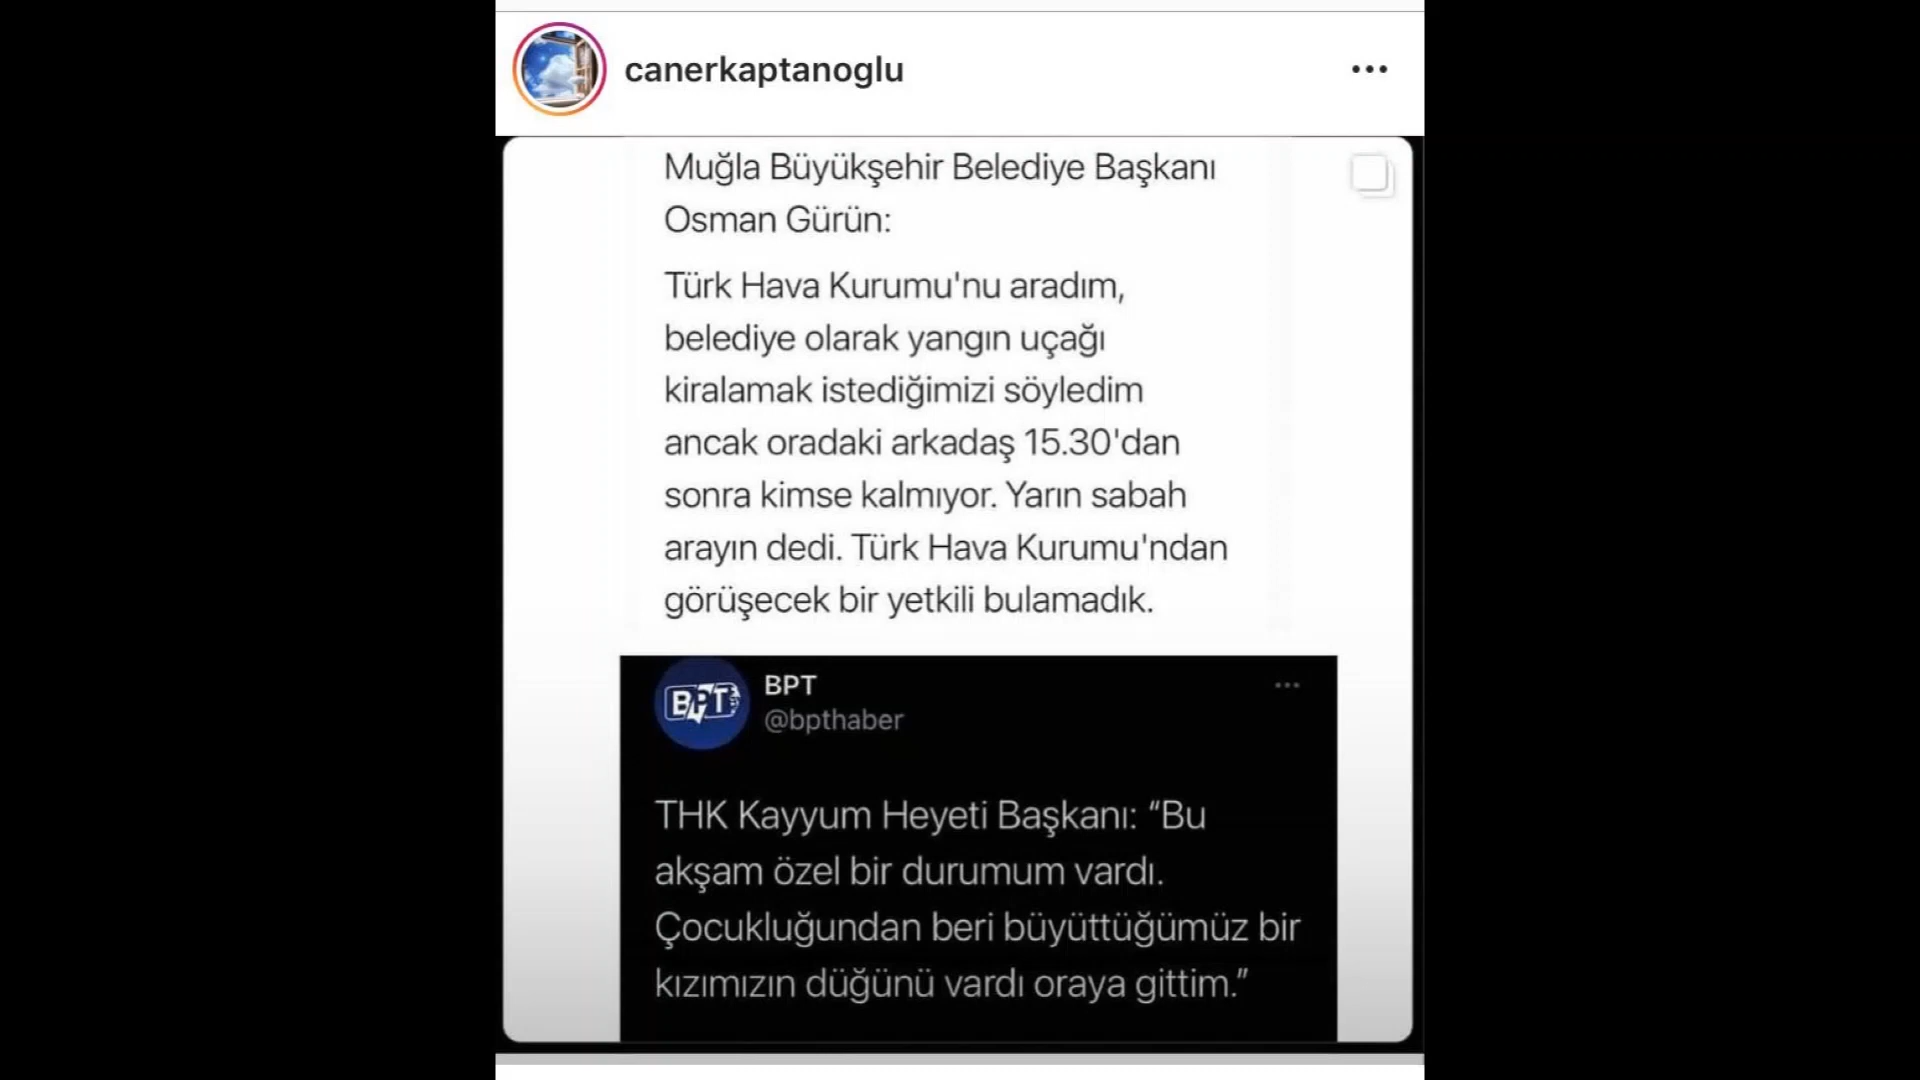 canerkaptanoglu
Muğla Büyükşehir Belediye Başkanı
Osman Gürün:
Türk Hava Kurumu'nu aradım,
belediye olarak yangın uçağı
kiralamak istediğimizi söyledim
ancak oradaki arkadaş 15.30'dan
sonra kimse kalmıyor. Yarın sabah
arayın dedi. Türk Hava Kurumu'ndan
görüşecek bir yetkili bulamadık.
BPT
BPT
@bpthaber
THK Kayyum Heyeti Başkanı: “Bu
akşam özel bir durumum vardı.
Çocukluğundan beri büyüttüğümüz bir
kızımızın düğünü vardı oraya gittim.”